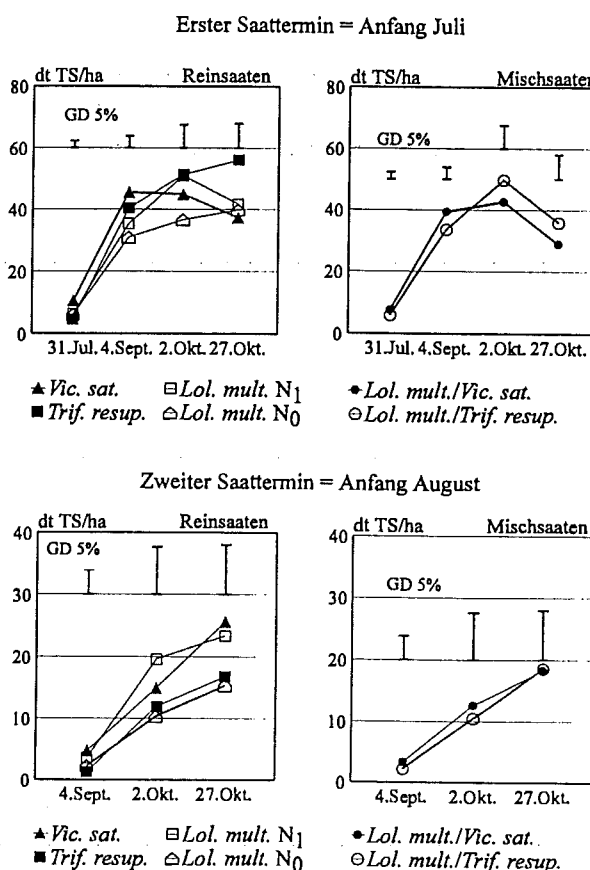 Erster Saattermin = Anfang Juli
dt TS/ha Reinsaaten
80
GD 5%
60
40
20
0
31.Jul. 4.Sept. 2.Okt. 27.Okt.
▲ Vic. sat. Lol. mult. N1
■ Trif. resup. Lol. mult. N0
dt TS/ha Mischsaaten
GD 5%
31.Jul. 4.Sept. 2.Okt. 27.Okt.
Lol. mult./Vic. sat.
Lol. mult./Trif. resup.
Zweiter Saattermin = Anfang August
dt TS/ha Reinsaaten
40
GD 5%
30
20
10
0
4.Sept. 2.Okt. 27.Okt.
▲ Vic. sat. Lol. mult. N1
■ Trif. resup. Lol. mult. N0
dt TS/ha Mischsaaten
40
GD 5%
30
20
10
0
4.Sept. 2.Okt. 27.Okt.
Lol. mult./Vic. sat.
Lol. mult./Trif. resup.